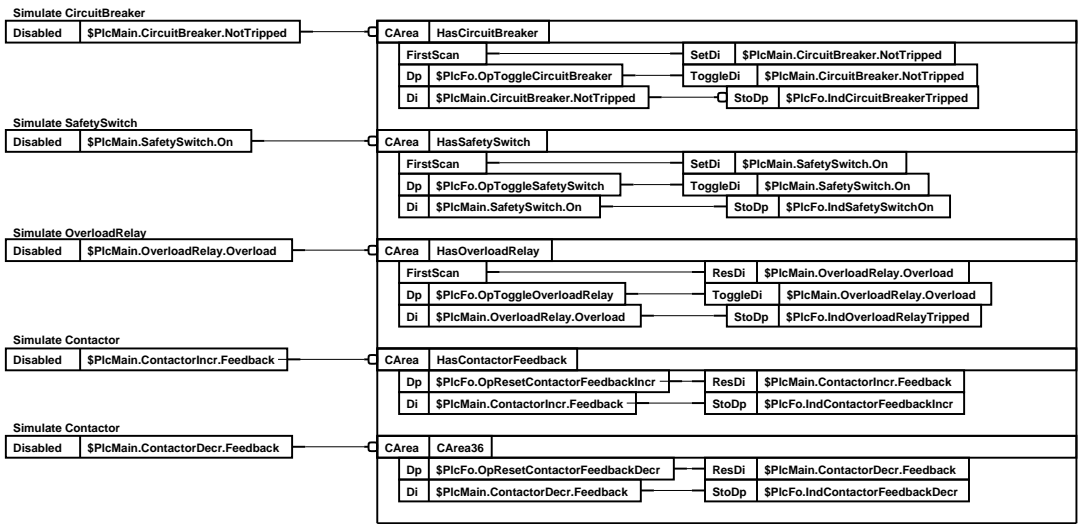 Simulate CircuitBreaker
Disabled $PlcMain.CircuitBreaker.NotTripped CArea HasCircuitBreaker
FirstScan SetDi $PlcMain.CircuitBreaker.NotTripped
Dp $PlcFo.OpToggleCircuitBreaker ToggleDi $PlcMain.CircuitBreaker.NotTripped
Di $PlcMain.CircuitBreaker.NotTripped StoDp $PlcFo.IndCircuitBreakerTripped
Simulate SafetySwitch
Disabled $PlcMain.SafetySwitch.On CArea HasSafetySwitch
FirstScan SetDi $PlcMain.SafetySwitch.On
Dp $PlcFo.OpToggleSafetySwitch ToggleDi $PlcMain.SafetySwitch.On
Di $PlcMain.SafetySwitch.On StoDp $PlcFo.IndSafetySwitchOn
Simulate OverloadRelay
Disabled $PlcMain.OverloadRelay.Overload CArea HasOverloadRelay
FirstScan ResDi $PlcMain.OverloadRelay.Overload
Dp $PlcFo.OpToggleOverloadRelay ToggleDi $PlcMain.OverloadRelay.Overload
Di $PlcMain.OverloadRelay.Overload StoDp $PlcFo.IndOverloadRelayTripped
Simulate Contactor
Disabled $PlcMain.ContactorIncr.Feedback CArea HasContactorFeedback
Dp $PlcFo.OpResetContactorFeedbackIncr ResDi $PlcMain.ContactorIncr.Feedback
Di $PlcMain.ContactorIncr.Feedback StoDp $PlcFo.IndContactorFeedbackIncr
Simulate Contactor
Disabled $PlcMain.ContactorDecr.Feedback CArea CArea36
Dp $PlcFo.OpResetContactorFeedbackDecr ResDi $PlcMain.ContactorDecr.Feedback
Di $PlcMain.ContactorDecr.Feedback StoDp $PlcFo.IndContactorFeedbackDecr